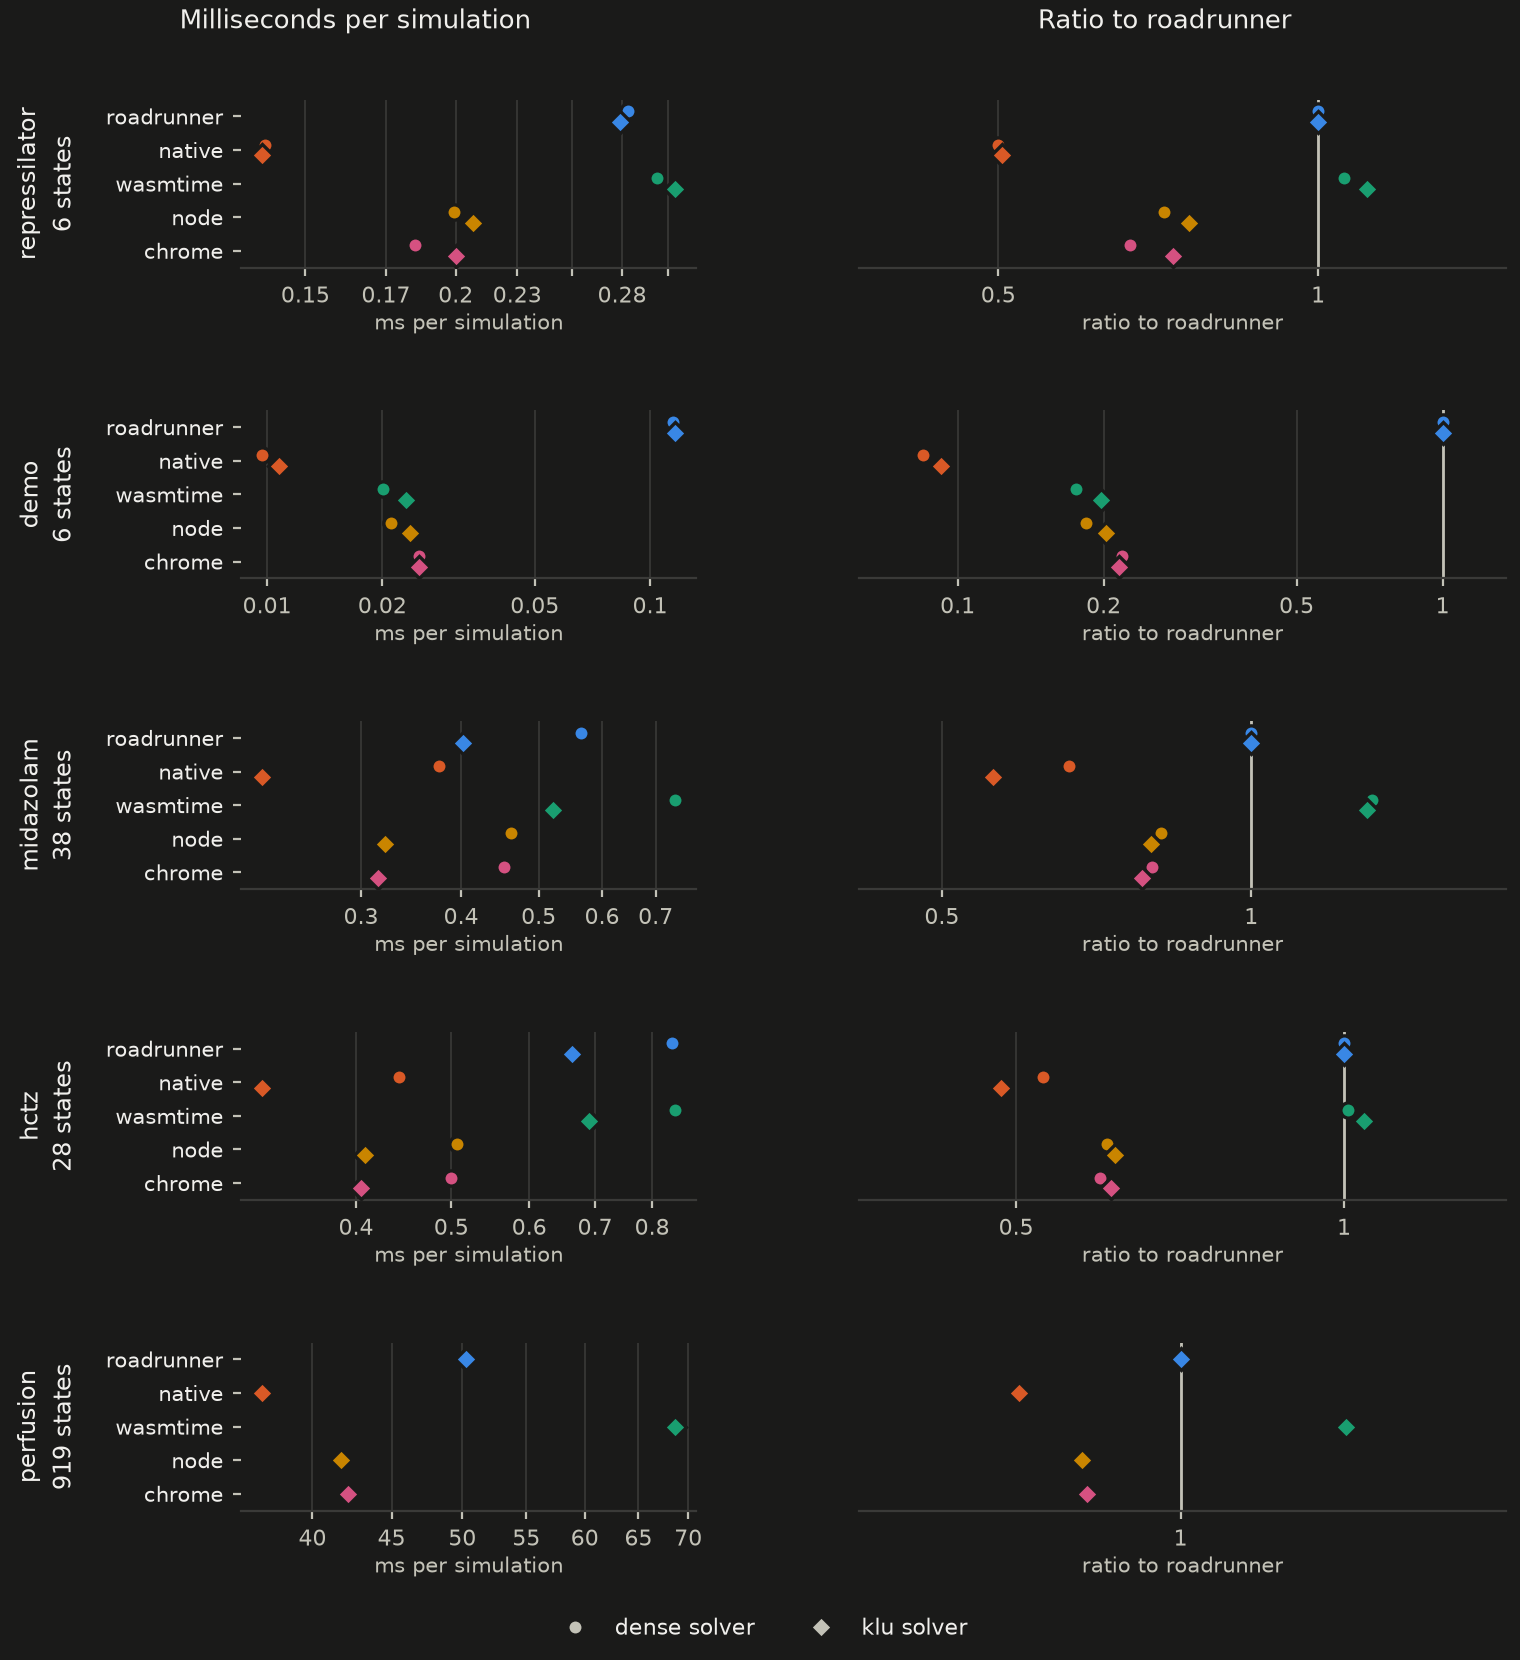 Milliseconds per simulation
Ratio to roadrunner
repressilator
6 states
roadrunner
native
wasmtime
node
chrome
0.15 0.17 0.2 0.23 0.28
ms per simulation
0.5 1
ratio to roadrunner
demo
6 states
roadrunner
native
wasmtime
node
chrome
0.01 0.02 0.05 0.1
ms per simulation
0.1 0.2 0.5 1
ratio to roadrunner
midazolam
38 states
roadrunner
native
wasmtime
node
chrome
0.3 0.4 0.5 0.6 0.7
ms per simulation
0.5 1
ratio to roadrunner
hctz
28 states
roadrunner
native
wasmtime
node
chrome
0.4 0.5 0.6 0.7 0.8
ms per simulation
0.5 1
ratio to roadrunner
perfusion
919 states
roadrunner
native
wasmtime
node
chrome
40 45 50 55 60 65 70
ms per simulation
1
ratio to roadrunner
dense solver
klu solver